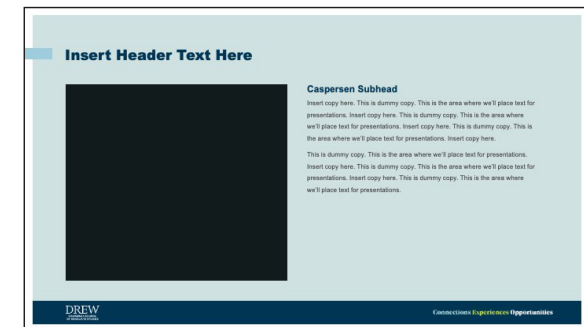 Insert Header Text Here
Caspersen Subhead
Insert copy here. This is dummy copy. This is the area where we'll place text for
presentations. Insert copy here. This is dummy copy. This is the area where
we'll place text for presentations. Insert copy here. This is dummy copy. This is
the area where we'll place text for presentations. Insert copy here.
This is dummy copy. This is the area where we'll place text for presentations.
Insert copy here. This is dummy copy. This is the area where we'll place text for
presentations. Insert copy here. This is dummy copy. This is the area where
we'll place text for presentations.
DREW
Connections Experiences Opportunities